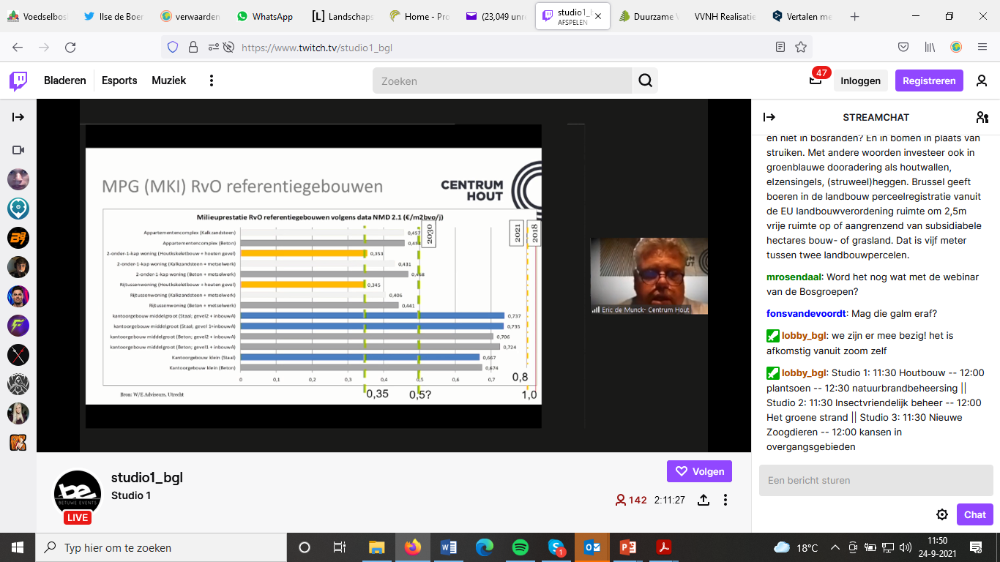 Voedselbos
Ilse de Boer
verwaarden
WhatsApp
[L] Landschaps
Home - Pro
(23,049 unre
studio1_b
AFSPELEN
Duurzame V
VVNH Realisatie
Vertalen me
https://www.twitch.tv/studio1_bgl
Bladeren
Esports
Muziek
Zoeken
47
Inloggen
Registreren
MPG (MKI) RvO referentiegebouwen
CENTRUM
HOUT
Milieuprestatie RvO referentiegebouwen volgens data NMD 2.1 (€/m2bvo/j)
2030
2021
2018
Appartementencomplex (Kalkzandsteen) 0,457
Appartementencomplex (Beton)
2-onder-1-kap woning (Houtkskeletbouw + houten gevel) 0,353
2-onder-1-kap woning (Kalkzandsteen + metselwerk) 0,431
2-onder-1-kap woning (Beton + metselwerk) 0,468
Rijtussenwoning (Houtkskeletbouw + houten gevel) 0,345
Rijtussenwoning (Kalkzandsteen + metselwerk) 0,406
Rijtussenwoning (Beton + metselwerk) 0,441
kantoorgebouw middelgroot (Staal; gevel2 + inbouwA) 0,737
kantoorgebouw middelgroot (Staal; gevel 1+inbouwA) 0,735
kantoorgebouw middelgroot (Beton; gevel2 + inbouwA) 0,706
kantoorgebouw middelgroot (Beton; gevel1 + inbouwA) 0,724
Kantoorgebouw klein (Staal) 0,667
Kantoorgebouw klein (Beton) 0,674
0 0,1 0,2 0,3 0,4 0,5 0,6 0,7 0,8
0,35 0,5? 1,0
Bron: W/E Adviseurs, Utrecht
Eric de Munck- Centrum Hout
be
BETUWE EVENTS
LIVE
studio1_bgl
Studio 1
Volgen
142
2:11:27
STREAMCHAT
en niet in bosranden? En in bomen in plaats van
struiken. Met andere woorden investeer ook in
groenblauwe dooradering als houtwallen,
elzensingels, (struweel)heggen. Brussel geeft
boeren in de landbouw perceelregistratie vanuit
de EU landbouwverordening ruimte om 2,5m
vrije ruimte op of aangrenzend van subsidiabele
hectares bouw- of grasland. Dat is vijf meter
tussen twee landbouwpercelen.
mrosendaal: Word het nog wat met de webinar
van de Bosgroepen?
fonsvandevoordt: Mag die galm eraf?
lobby_bgl: we zijn er mee bezig! het is
afkomstig vanuit zoom zelf
lobby_bgl: Studio 1: 11:30 Houtbouw -- 12:00
plantsoen -- 12:30 natuurbrandbeheersing ||
Studio 2: 11:30 Insectvriendelijk beheer -- 12:00
Het groene strand || Studio 3: 11:30 Nieuwe
Zoogdieren -- 12:00 kansen in
overgangsgebieden
Een bericht sturen
Chat
Typ hier om te zoeken
1
18°C
11:50
24-9-2021